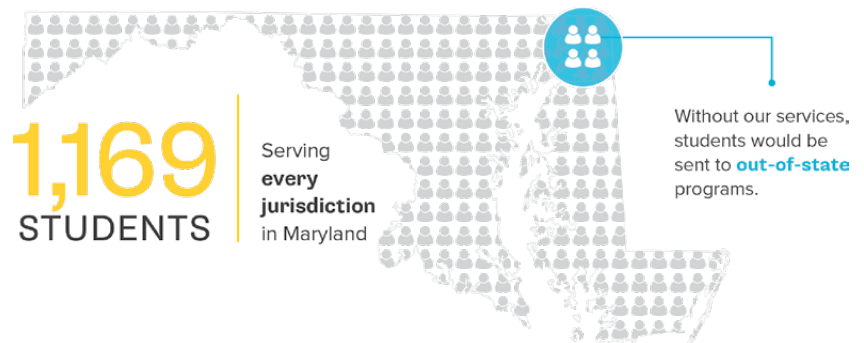 1,169
STUDENTS
Serving
every
jurisdiction
in Maryland
Without our services,
students would be
sent to out-of-state
programs.